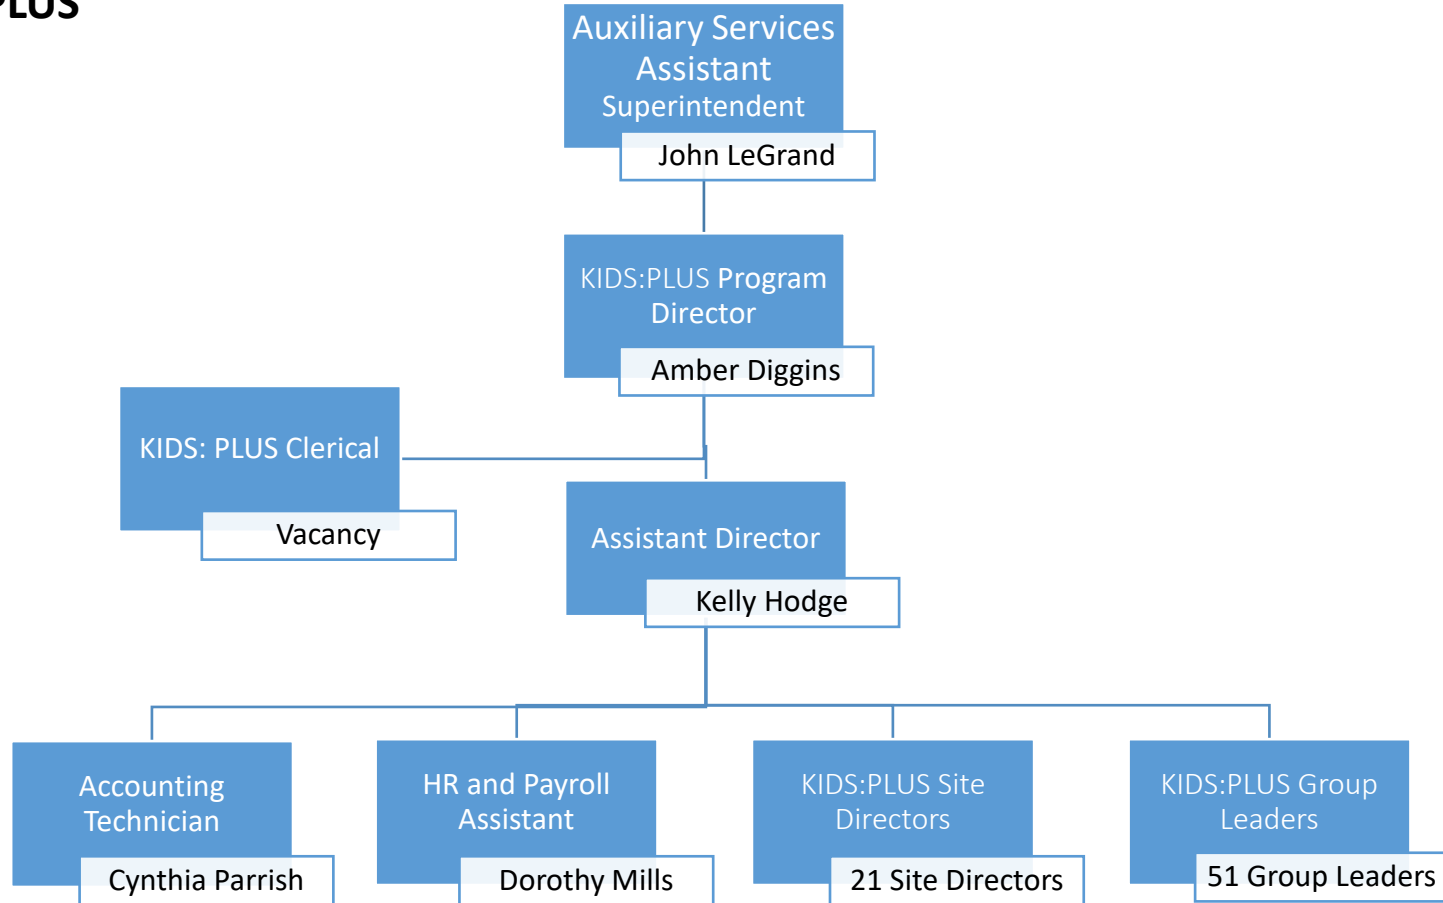 PLUS
Auxiliary Services
Assistant
Superintendent
John LeGrand
KIDS:PLUS Program
Director
Amber Diggins
KIDS: PLUS Clerical
Vacancy
Assistant Director
Kelly Hodge
Accounting
Technician
Cynthia Parrish
HR and Payroll
Assistant
Dorothy Mills
KIDS:PLUS Site
Directors
21 Site Directors
KIDS:PLUS Group
Leaders
51 Group Leaders